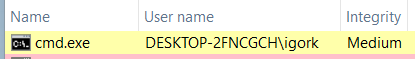 Name User name Integrity
cmd.exe DESKTOP-2FNCGCH\igork Medium